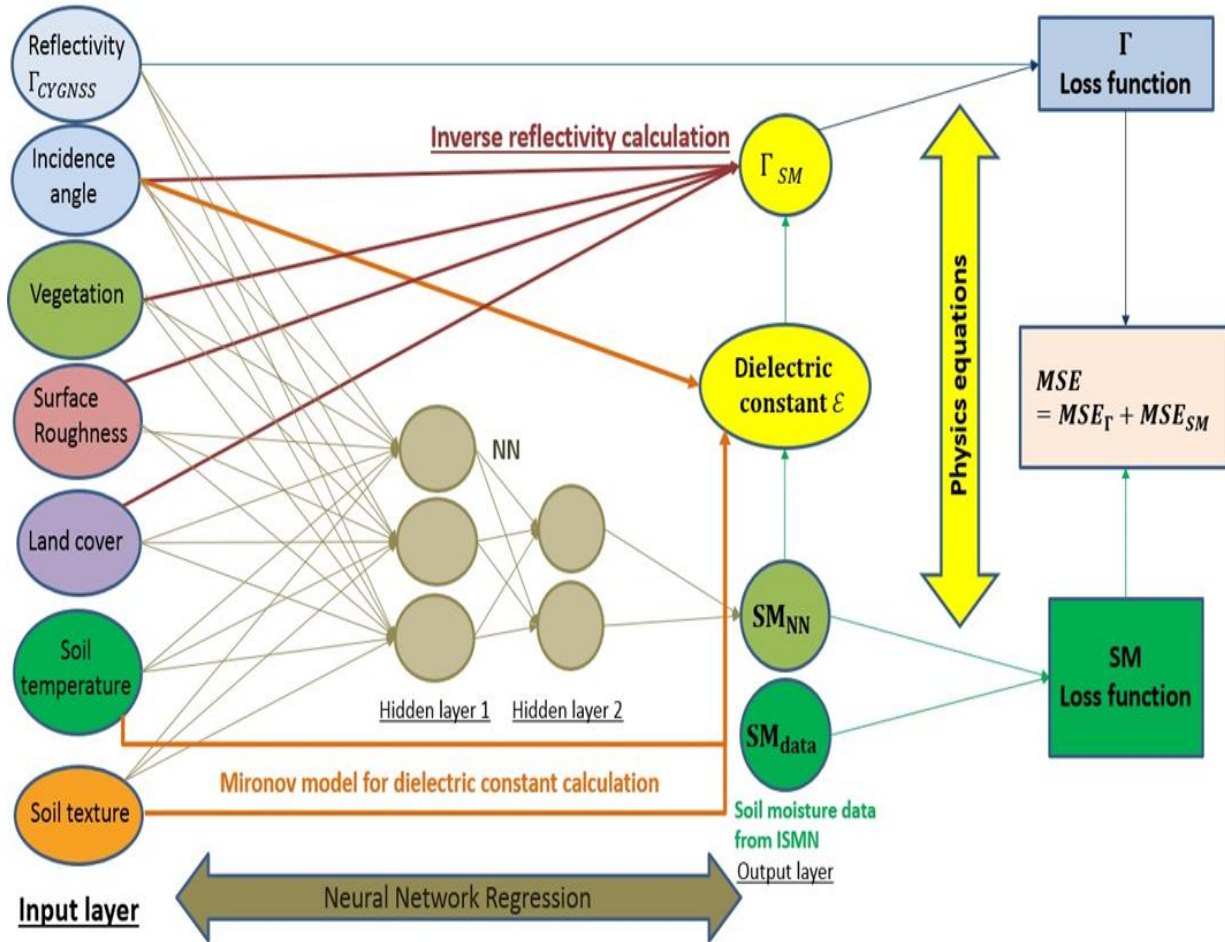 Reflectivity
Γ_CYGNSS
Incidence
angle
Vegetation
Surface
Roughness
Land cover
Soil
temperature
Soil texture
Input layer
Inverse reflectivity calculation
NN
Hidden layer 1
Hidden layer 2
Mironov model for dielectric constant calculation
Neural Network Regression
Γ_SM
Dielectric
constant ε
SM_NN
SM_data
Soil moisture data
from ISMN
Output layer
Physics equations
Γ
Loss function
MSE
= MSE_Γ + MSE_SM
SM
Loss function